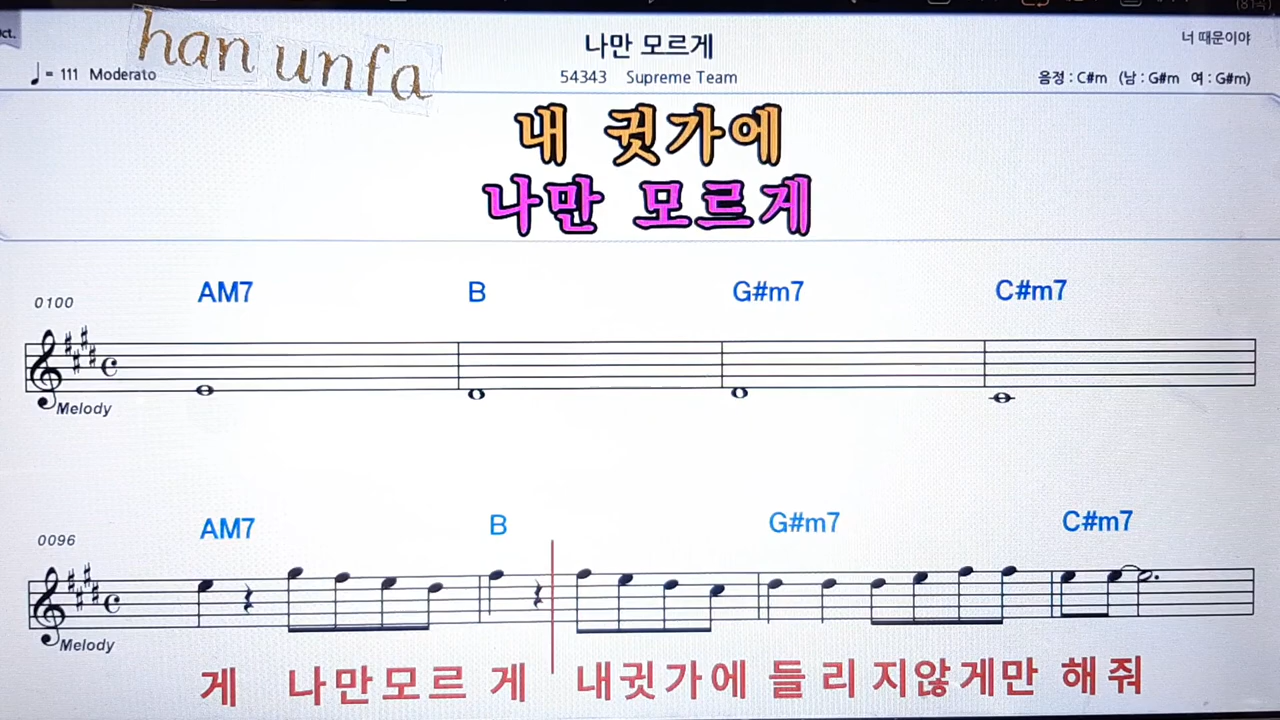 ct.
han unfa
나만 모르게
너 때문이야
(81곡)
♩= 111 Moderato
54343 Supreme Team
음정 : C#m (남 : G#m 여 : G#m)
내 귓가에
나만 모르게
0100
AM7 B G#m7 C#m7
Melody
0096
AM7 B G#m7 C#m7
Melody
게 나만모르 게 내귓가에 들 리 지않게만 해 줘